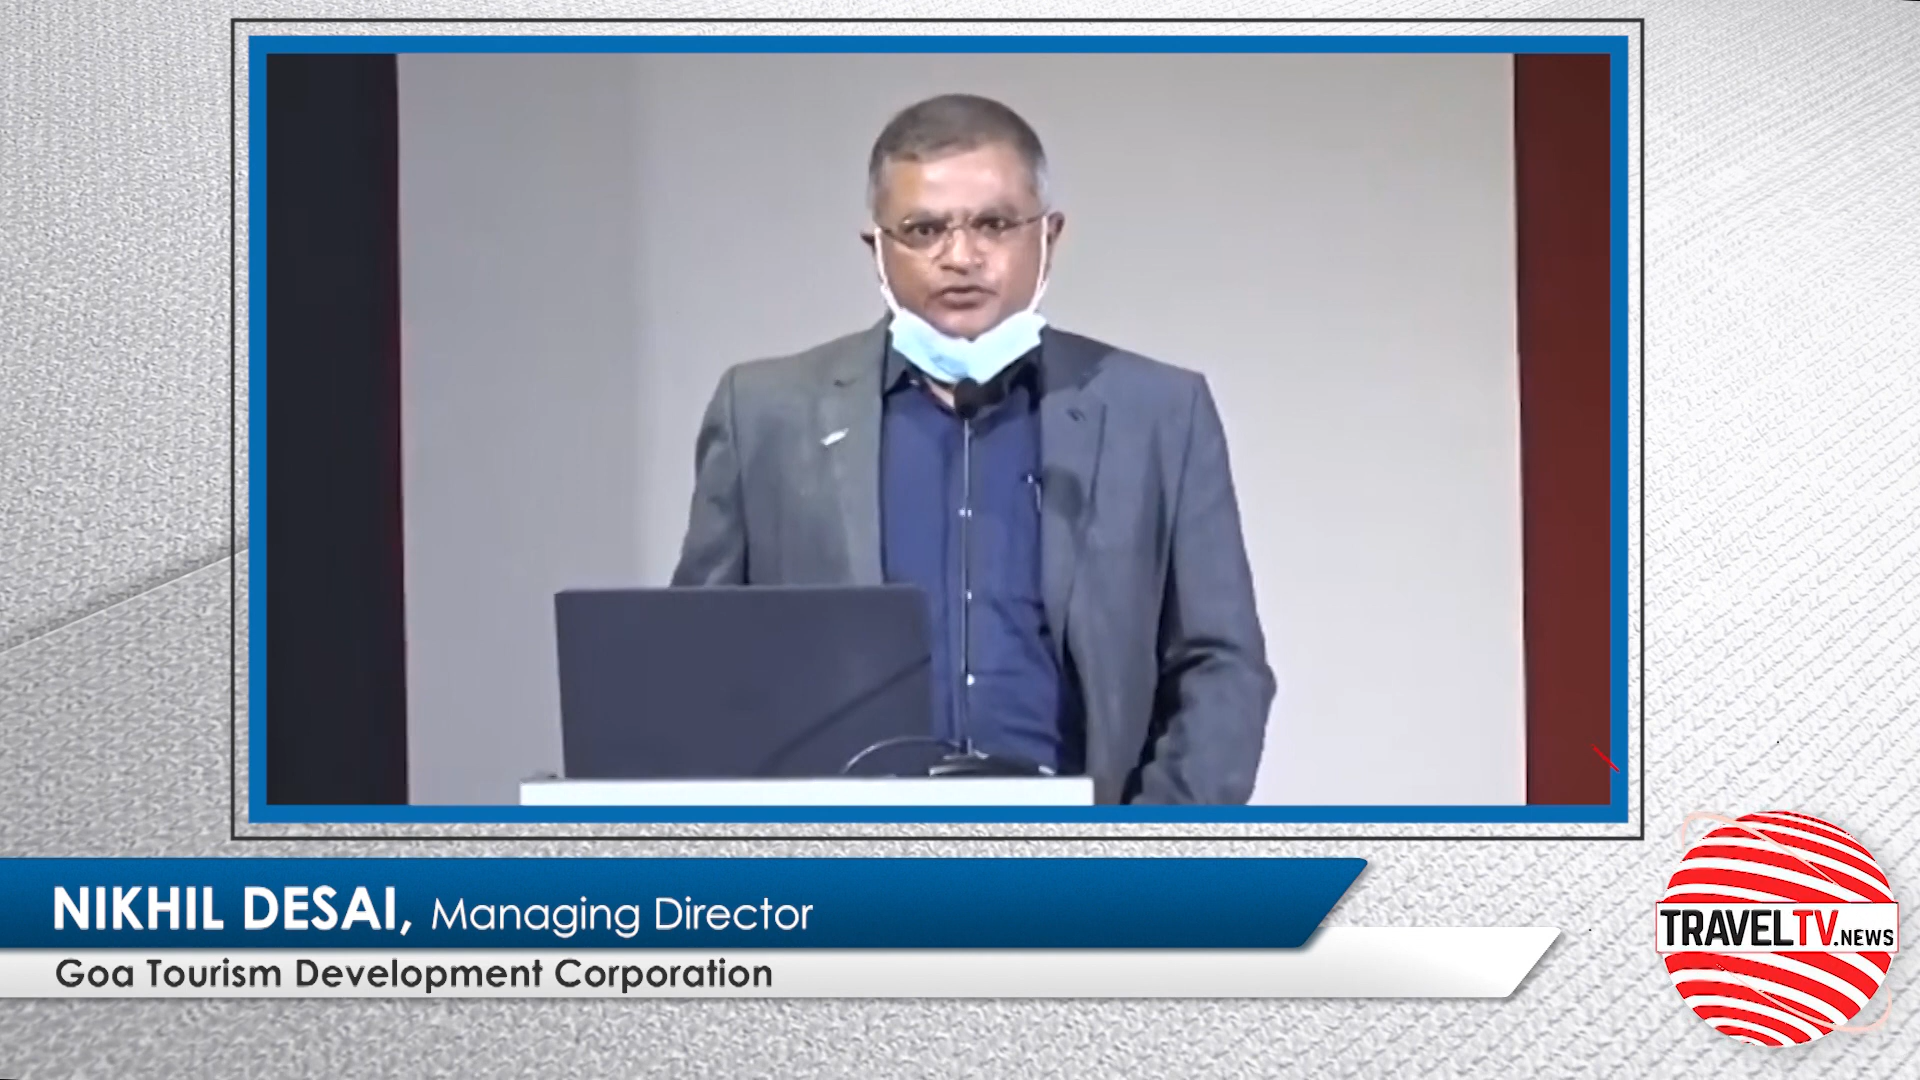 NIKHIL DESAI, Managing Director
Goa Tourism Development Corporation
TRAVELTV.NEWS